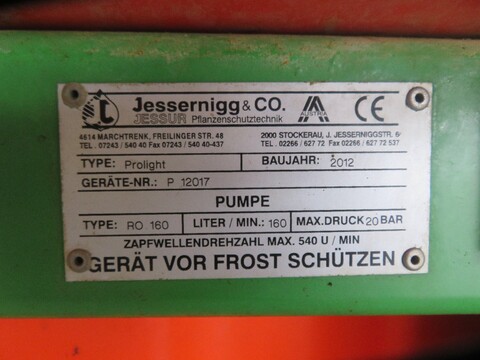 Jessernigg & CO.
JESSUR Pflanzenschutztechnik
AUSTRIA
CE
4614 MARCHTRENK, FREILINGER STR. 48
TEL. 07243 / 540 40 Fax 07243 / 540 40-437
2000 STOCKERAU, J. JESSERNIGGSTR. 6
TEL. 02266 / 627 72 Fax 02266 / 627 72 537
TYPE: Prolight
BAUJAHR: 2012
GERÄTE-NR.: P 12017
PUMPE
TYPE: RO 160
LITER / MIN.: 160
MAX.DRUCK 20 BAR
ZAPFWELLENDREHZAHL MAX. 540 U / MIN
GERÄT VOR FROST SCHÜTZEN